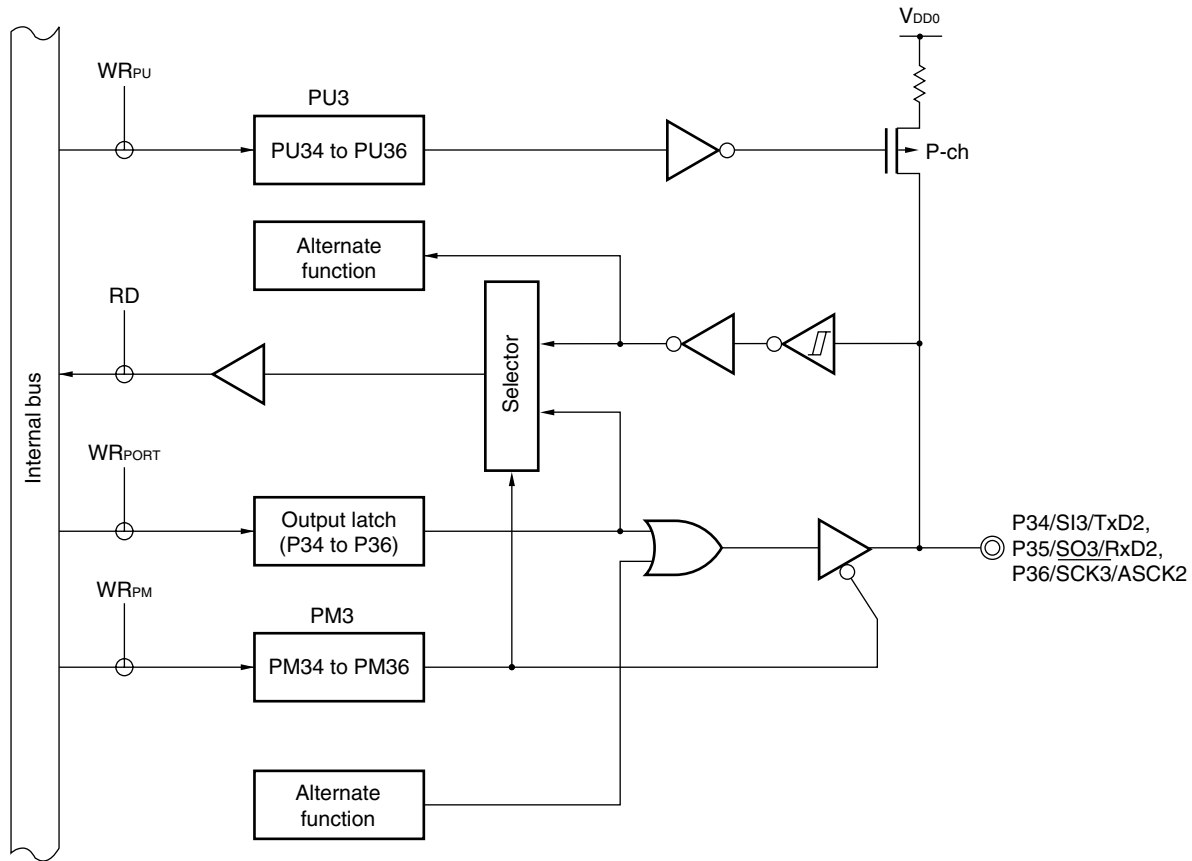 VDD0
WRPU
PU3
PU34 to PU36
P-ch
Alternate
function
RD
Selector
Internal bus
WRPORT
Output latch
(P34 to P36)
P34/SI3/TxD2,
P35/SO3/RxD2,
P36/SCK3/ASCK2
WRPM
PM3
PM34 to PM36
Alternate
function